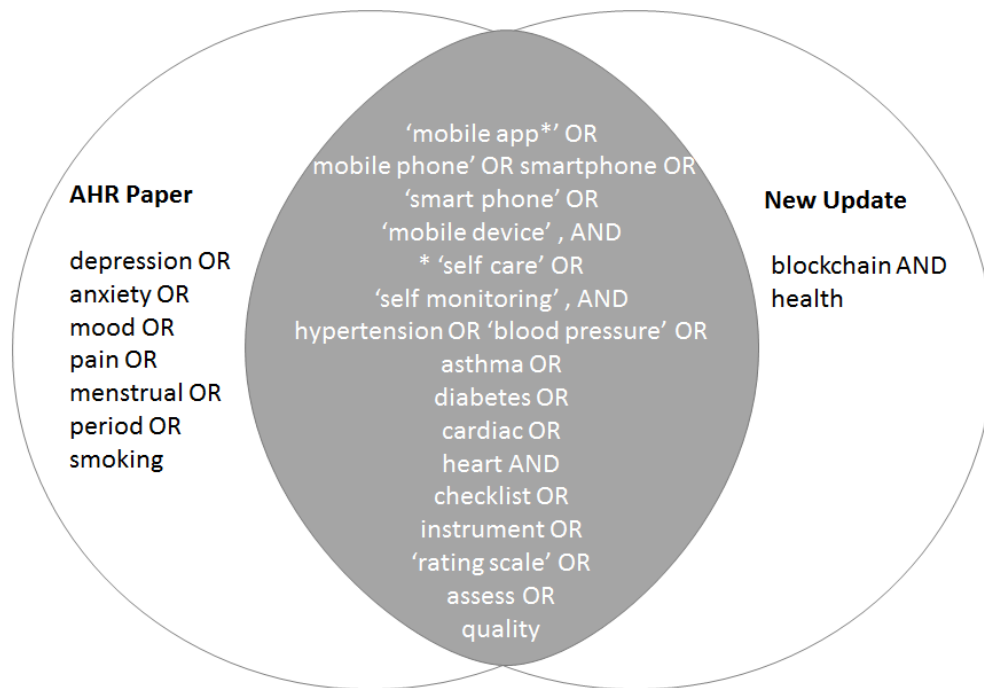 AHR Paper
depression OR
anxiety OR
mood OR
pain OR
menstrual OR
period OR
smoking
‘mobile app*’ OR
mobile phone’ OR smartphone OR
‘smart phone’ OR
‘mobile device’ , AND
* ‘self care’ OR
‘self monitoring’ , AND
hypertension OR ‘blood pressure’ OR
asthma OR
diabetes OR
cardiac OR
heart AND
checklist OR
instrument OR
‘rating scale’ OR
assess OR
quality
New Update
blockchain AND
health